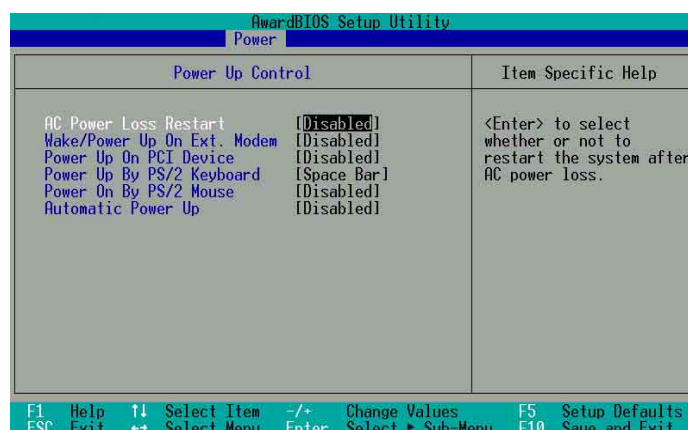 AwardBIOS Setup Utility
Power
Power Up Control
Item Specific Help
AC Power Loss Restart [Disabled]
Wake/Power Up On Ext. Modem [Disabled]
Power Up On PCI Device [Disabled]
Power Up By PS/2 Keyboard [Space Bar]
Power On By PS/2 Mouse [Disabled]
Automatic Power Up [Disabled]
<Enter> to select
whether or not to
restart the system after
AC power loss.
F1 Help ↑↓ Select Item -/+ Change Values F5 Setup Defaults
ESC Exit ←→ Select Menu Enter Select ► Sub-Menu F10 Save and Exit